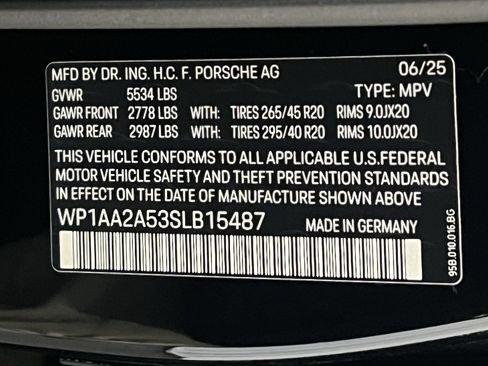 MFD BY DR. ING. H.C. F. PORSCHE AG 06/25
GVWR 5534 LBS TYPE: MPV
GAWR FRONT 2778 LBS WITH: TIRES 265/45 R20 RIMS 9.0JX20
GAWR REAR 2987 LBS WITH: TIRES 295/40 R20 RIMS 10.0JX20
THIS VEHICLE CONFORMS TO ALL APPLICABLE U.S.FEDERAL
MOTOR VEHICLE SAFETY AND THEFT PREVENTION STANDARDS
IN EFFECT ON THE DATE OF MANUFACTURE SHOWN ABOVE
WP1AA2A53SLB15487 MADE IN GERMANY
95B.010.016.BG